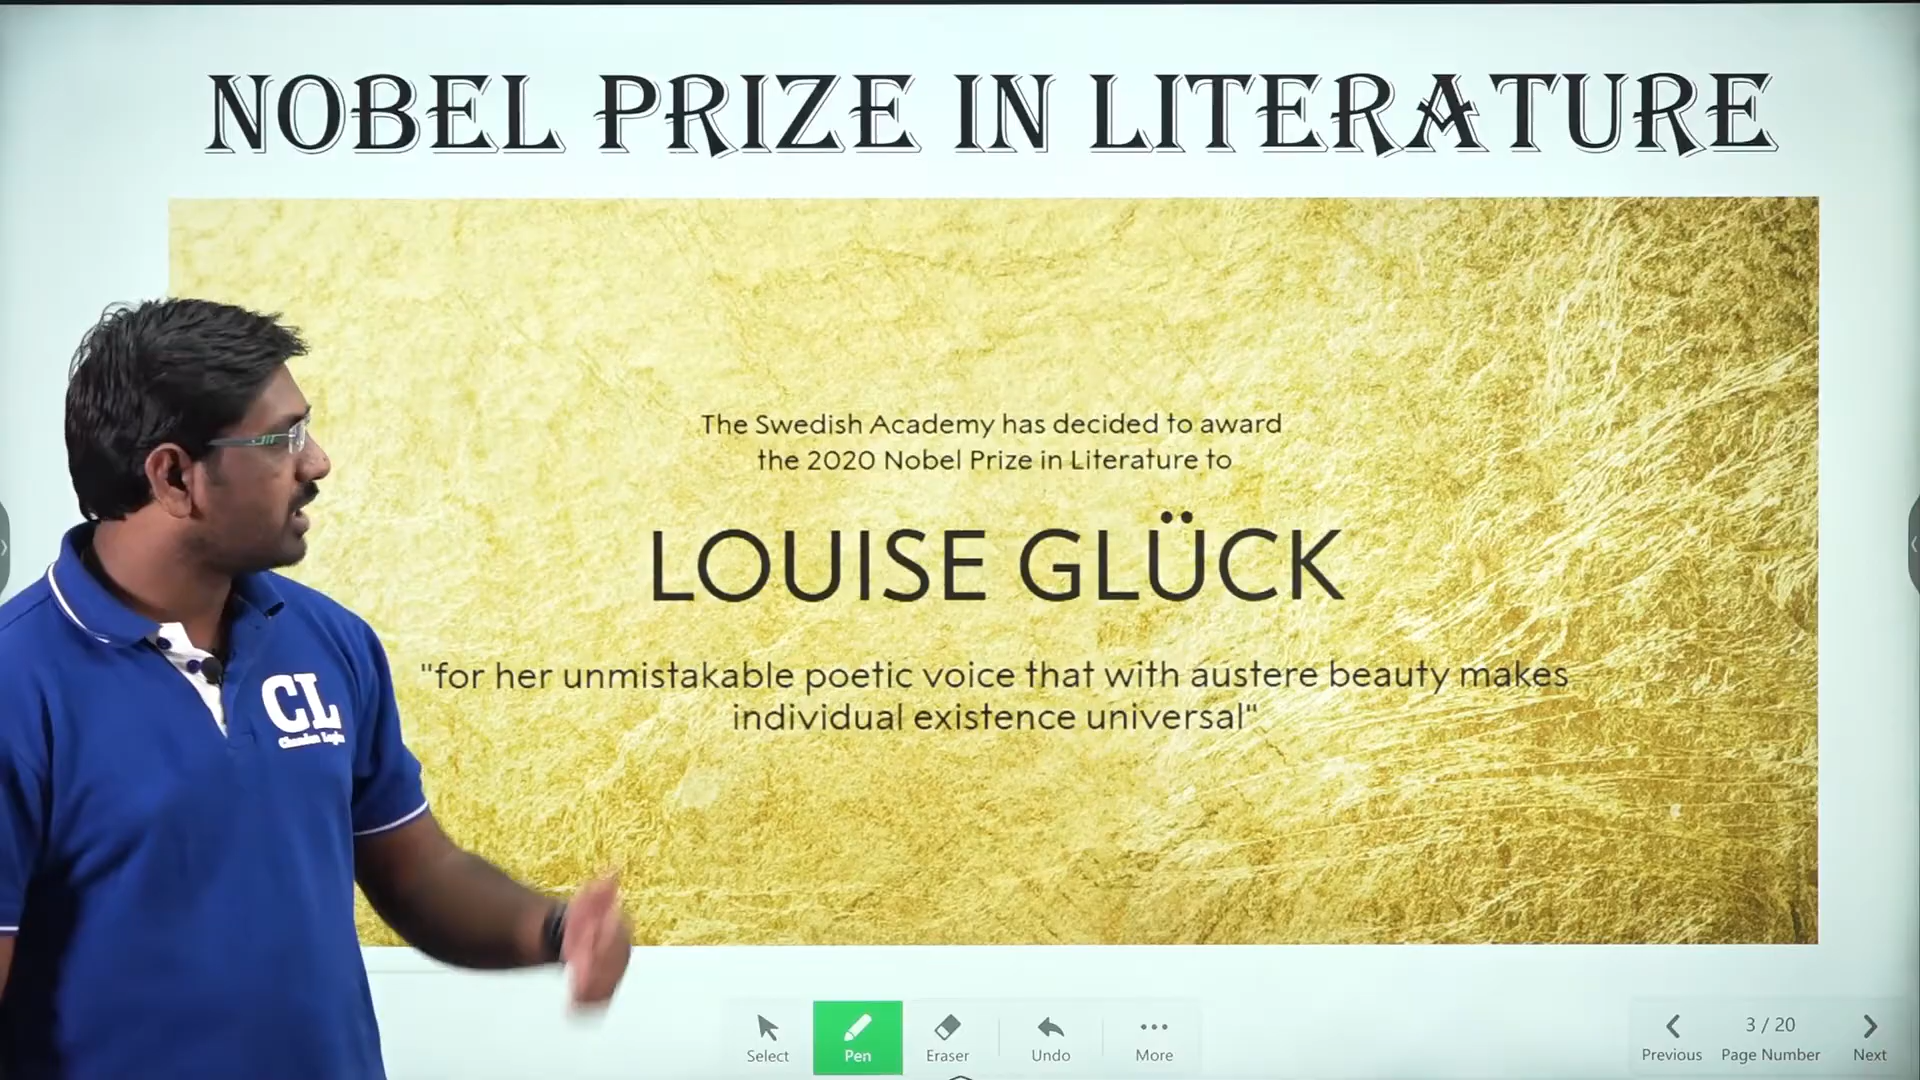 NOBEL PRIZE IN LITERATURE
The Swedish Academy has decided to award
the 2020 Nobel Prize in Literature to
LOUISE GLÜCK
"for her unmistakable poetic voice that with austere beauty makes
individual existence universal"
CL
Select
Pen
Eraser
Undo
More
Previous
3 / 20
Page Number
Next